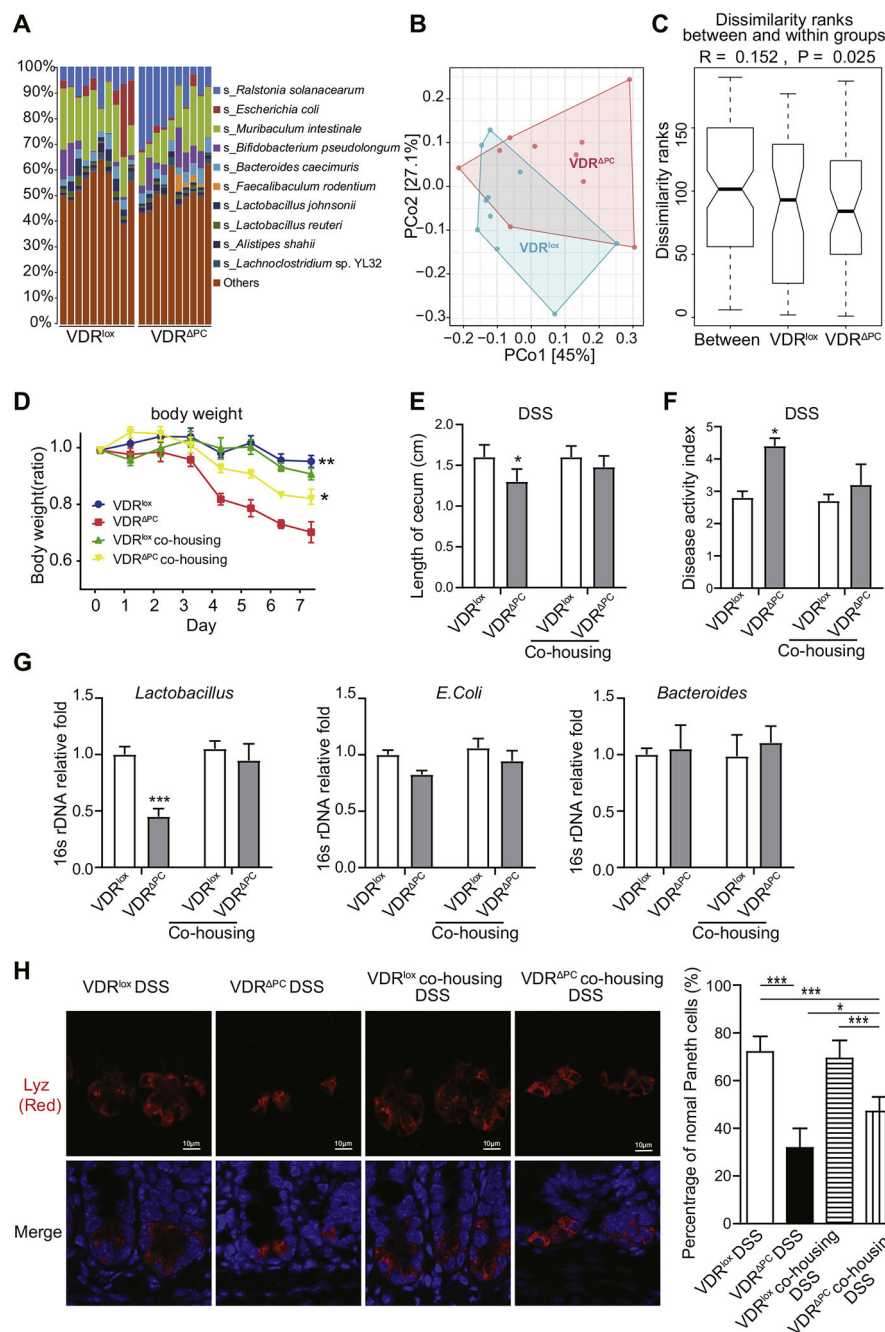 A
100%
90%
80%
70%
60%
50%
40%
30%
20%
10%
0%
VDRlox
VDRΔPC
s_Ralstonia solanacearum
s_Escherichia coli
s_Muribaculum intestinale
s_Bifidobacterium pseudolongum
s_Bacteroides caecimuris
s_Faecalibaculum rodentium
s_Lactobacillus johnsonii
s_Lactobacillus reuteri
s_Alistipes shahii
s_Lachnoclostridium sp. YL32
Others
B
PCo2 [27.1%]
0.2
0.1
0.0
−0.1
−0.2
−0.3
VDRΔPC
VDRlox
−0.2
−0.1
0.0
0.1
0.2
0.3
PCo1 [45%]
C
Dissimilarity ranks
between and within groups
R = 0.152 , P = 0.025
Dissimilarity ranks
150
100
50
0
Between
VDRlox
VDRΔPC
D
body weight
Body weight(ratio)
1.0
0.8
0.6
**
*
VDRlox
VDRΔPC
VDRlox co-housing
VDRΔPC co-housing
0 1 2 3 4 5 6 7
Day
E
DSS
Length of cecum (cm)
2.0
1.5
1.0
0.5
0.0
*
VDRlox
VDRΔPC
VDRlox
VDRΔPC
Co-housing
F
DSS
Disease activity index
5
4
3
2
1
0
*
VDRlox
VDRΔPC
VDRlox
VDRΔPC
Co-housing
G
Lactobacillus
16s rDNA relative fold
1.5
1.0
0.5
0.0
***
VDRlox
VDRΔPC
VDRlox
VDRΔPC
Co-housing
E.Coli
16s rDNA relative fold
1.5
1.0
0.5
0.0
VDRlox
VDRΔPC
VDRlox
VDRΔPC
Co-housing
Bacteroides
16s rDNA relative fold
1.5
1.0
0.5
0.0
VDRlox
VDRΔPC
VDRlox
VDRΔPC
Co-housing
H
VDRlox DSS
VDRΔPC DSS
VDRlox co-housing
DSS
VDRΔPC co-housing
DSS
Lyz
(Red)
10μm
10μm
10μm
10μm
Merge
Percentrage of nomal Paneth cells (%)
100
80
60
40
20
0
***
***
*
***
VDRlox DSS
VDRΔPC DSS
VDRlox co-housing
DSS
VDRΔPC co-housing
DSS